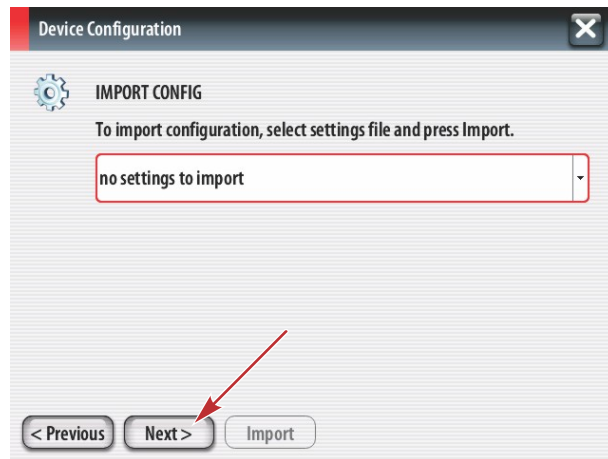 Device Configuration
IMPORT CONFIG
To import configuration, select settings file and press Import.
no settings to import
< Previous Next > Import